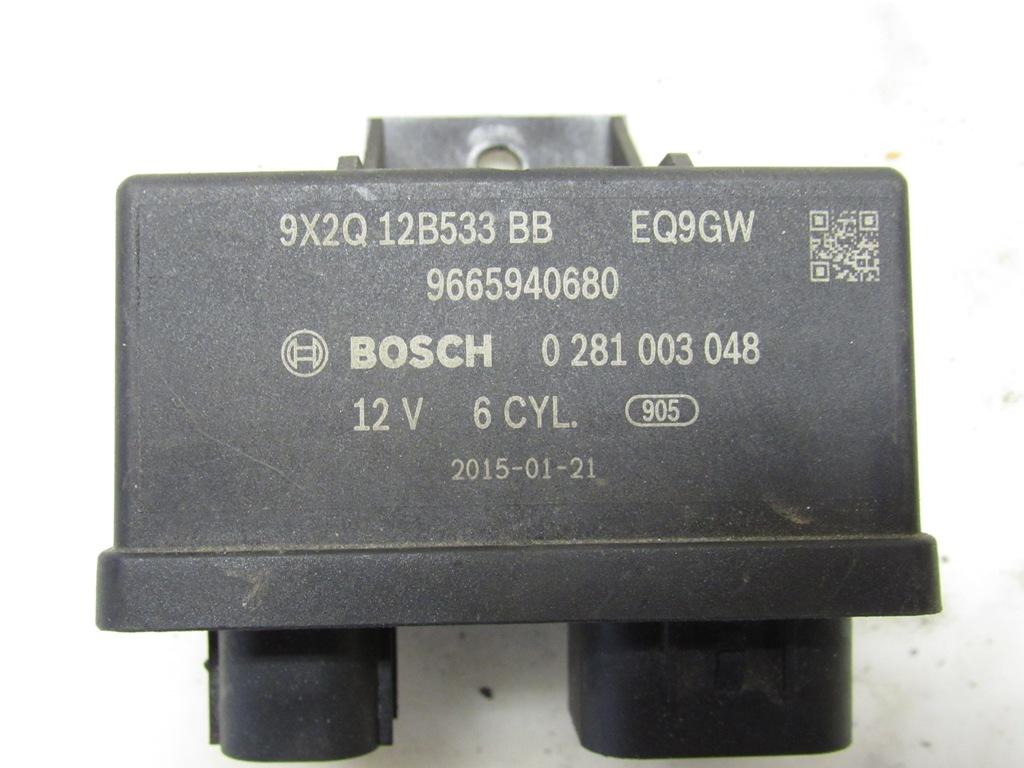 9X2Q 12B533 BB EQ9GW
9665940680
BOSCH 0 281 003 048
12 V 6 CYL. 905
2015-01-21